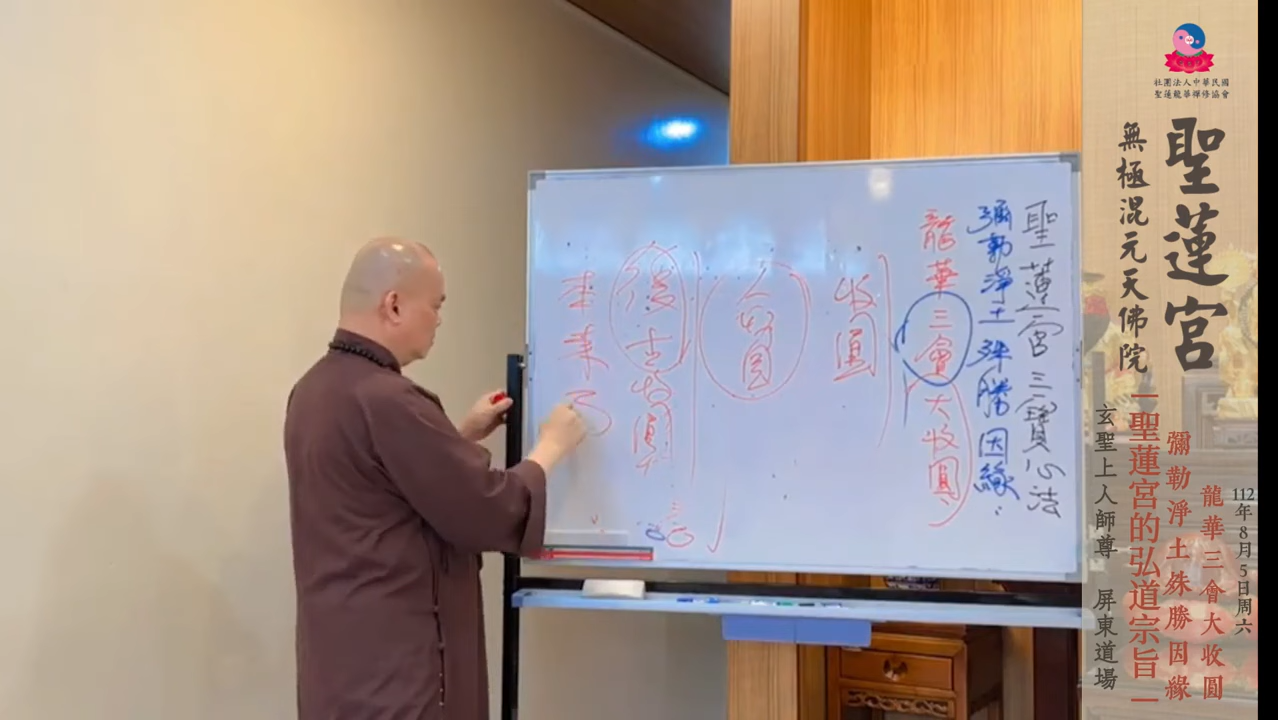 社團法人中華民國
聖蓮龍華禪修協會
聖蓮宮
無極混元天佛院
112年8月5日周六
龍華三會大收圓
彌勒淨土殊勝因緣
聖蓮宮的弘道宗旨
玄聖上人師尊 屏東道場
聖蓮宮三寶心法
彌勒淨土殊勝因緣
龍華三會大收圓
收圓
人好圓
後土收圓
本來